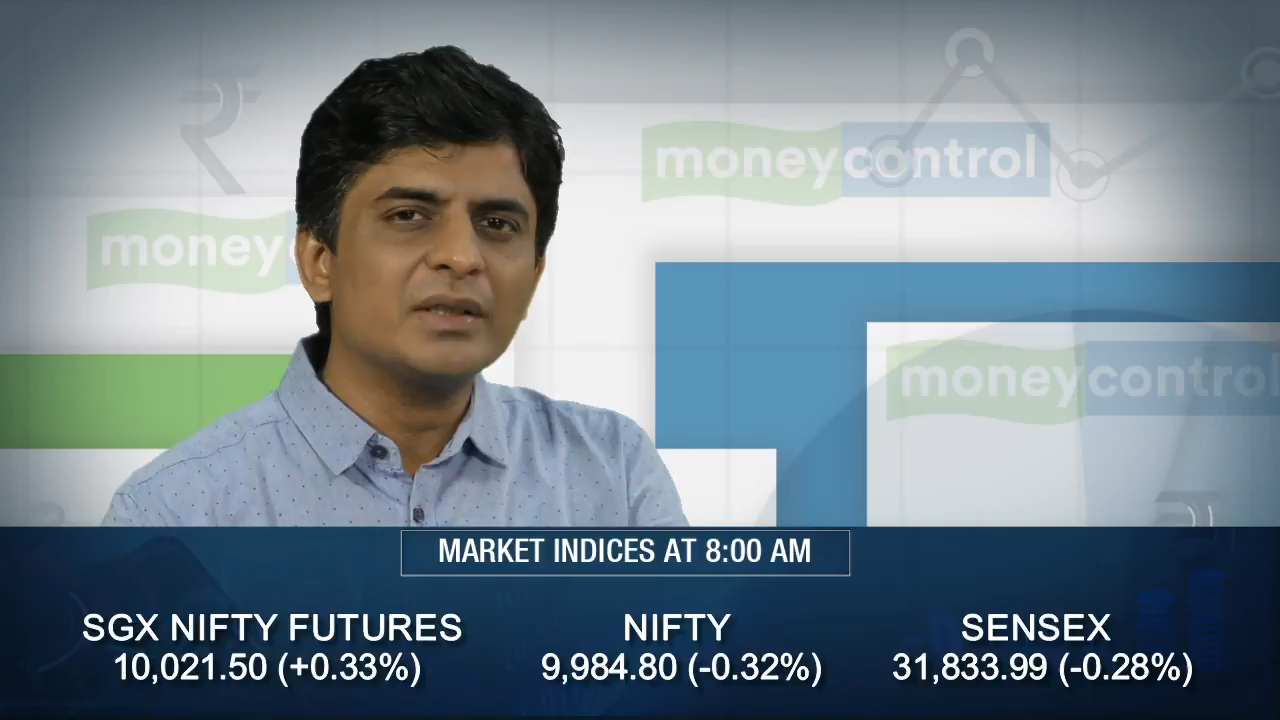 moneycontrol
money
moneycontrol
MARKET INDICES AT 8:00 AM
SGX NIFTY FUTURES
10,021.50 (+0.33%)
NIFTY
9,984.80 (-0.32%)
SENSEX
31,833.99 (-0.28%)